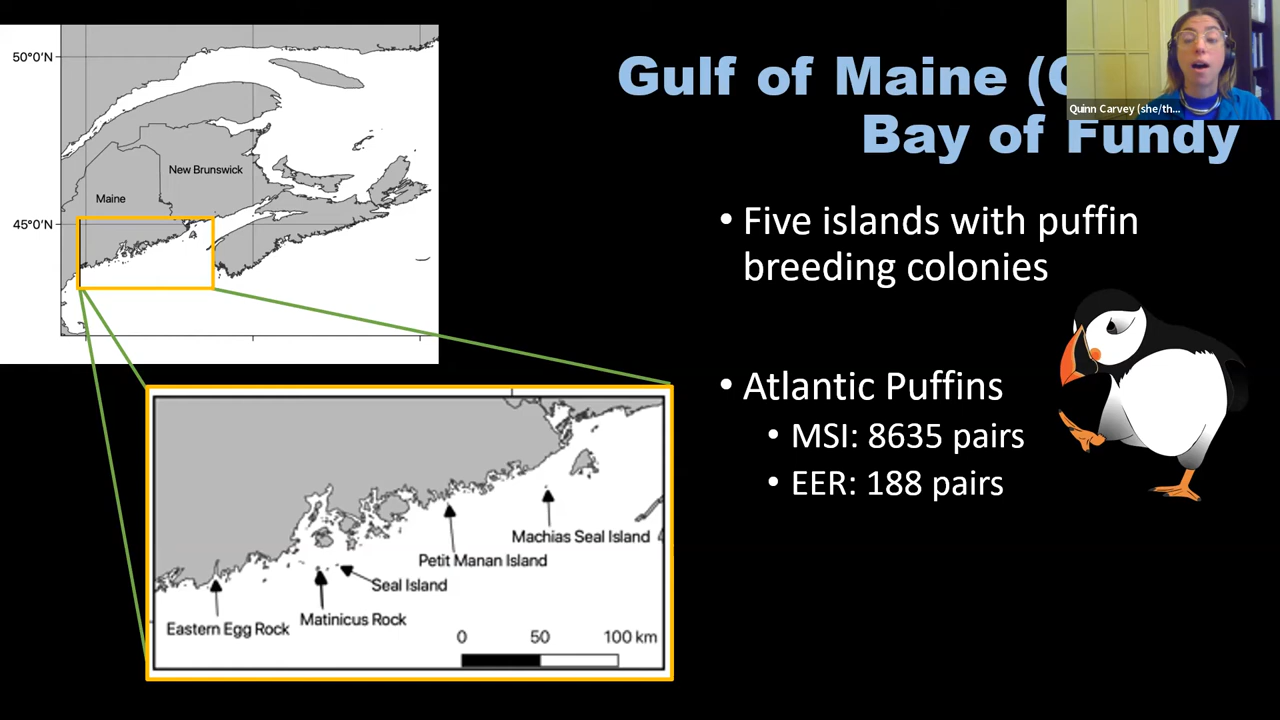 50°0'N
New Brunswick
Maine
45°0'N
Gulf of Maine
Bay of Fundy
Quinn Carvey (she/th...
• Five islands with puffin
breeding colonies
• Atlantic Puffins
• MSI: 8635 pairs
• EER: 188 pairs
Machias Seal Island
Petit Manan Island
Seal Island
Matinicus Rock
Eastern Egg Rock
0 50 100 km